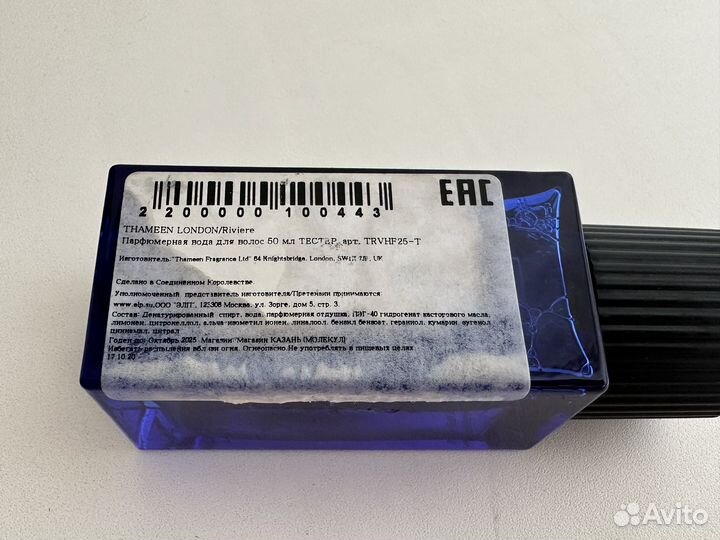 EAC
2 200000 100443
THAMEEN LONDON/Riviere
Парфюмерная вода для волос 50 мл ТЕСТЕР, арт. TRVHF25-T
Изготовитель:"Thameen Fragrance Ltd" 64 Knightsbridge, London, SW1X 7JF, UK
Сделано в Соединенном Королевстве.
Уполномоченный представитель изготовителя/Претензии принимаются:
www.elp.su,ООО "ЭЛП", 123308 Москва, ул. Зорге, дом 5, стр. 3.
Состав: Денатурированный спирт, вода, парфюмерная отдушка, ПЭГ-40 гидрогенат касторового масла,
лимонен, цитронеллол, альфа-изометил ионен, линалоол, бензил бензоат, гераниол, кумарин, эугенол
циннамал, цитрал
Годен до: Октябрь 2025 Магазин: Магазин КАЗАНЬ (МОЛЕКУЛ)
Избегать распыления вблизи огня. Огнеопасно.Не употреблять в пищевых целях
17.10.20
Avito